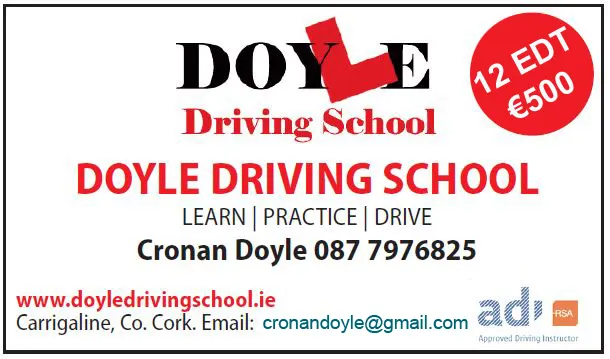 DOYLE
Driving School
12 EDT
€500
DOYLE DRIVING SCHOOL
LEARN | PRACTICE | DRIVE
Cronan Doyle 087 7976825
www.doyledrivingschool.ie
Carrigaline, Co. Cork. Email: cronandoyle@gmail.com
adi RSA
Approved Driving Instructor